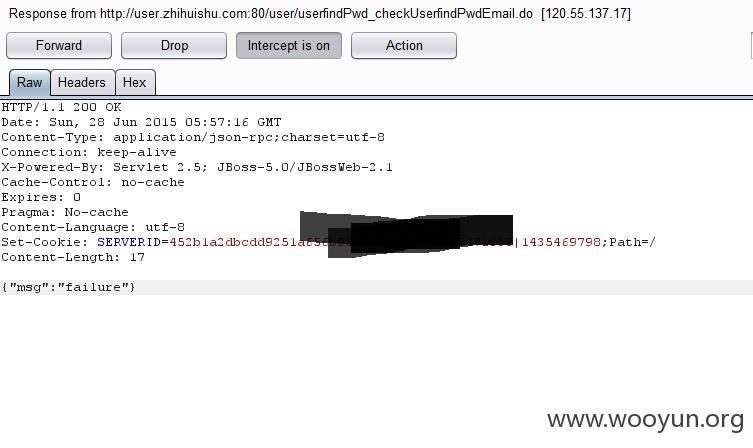 Response from http://user.zhihuishu.com:80/user/userfindPwd_checkUserfindPwdEmail.do [120.55.137.17]
Forward Drop Intercept is on Action
Raw Headers Hex
HTTP/1.1 200 OK
Date: Sun, 28 Jun 2015 05:57:16 GMT
Content-Type: application/json-rpc;charset=utf-8
Connection: keep-alive
X-Powered-By: Servlet 2.5; JBoss-5.0/JBossWeb-2.1
Cache-Control: no-cache
Expires: 0
Pragma: No-cache
Content-Language: utf-8
Set-Cookie: |1435469798;Path=/
Content-Length: 17
{"msg":"failure"}
www.wooyun.org